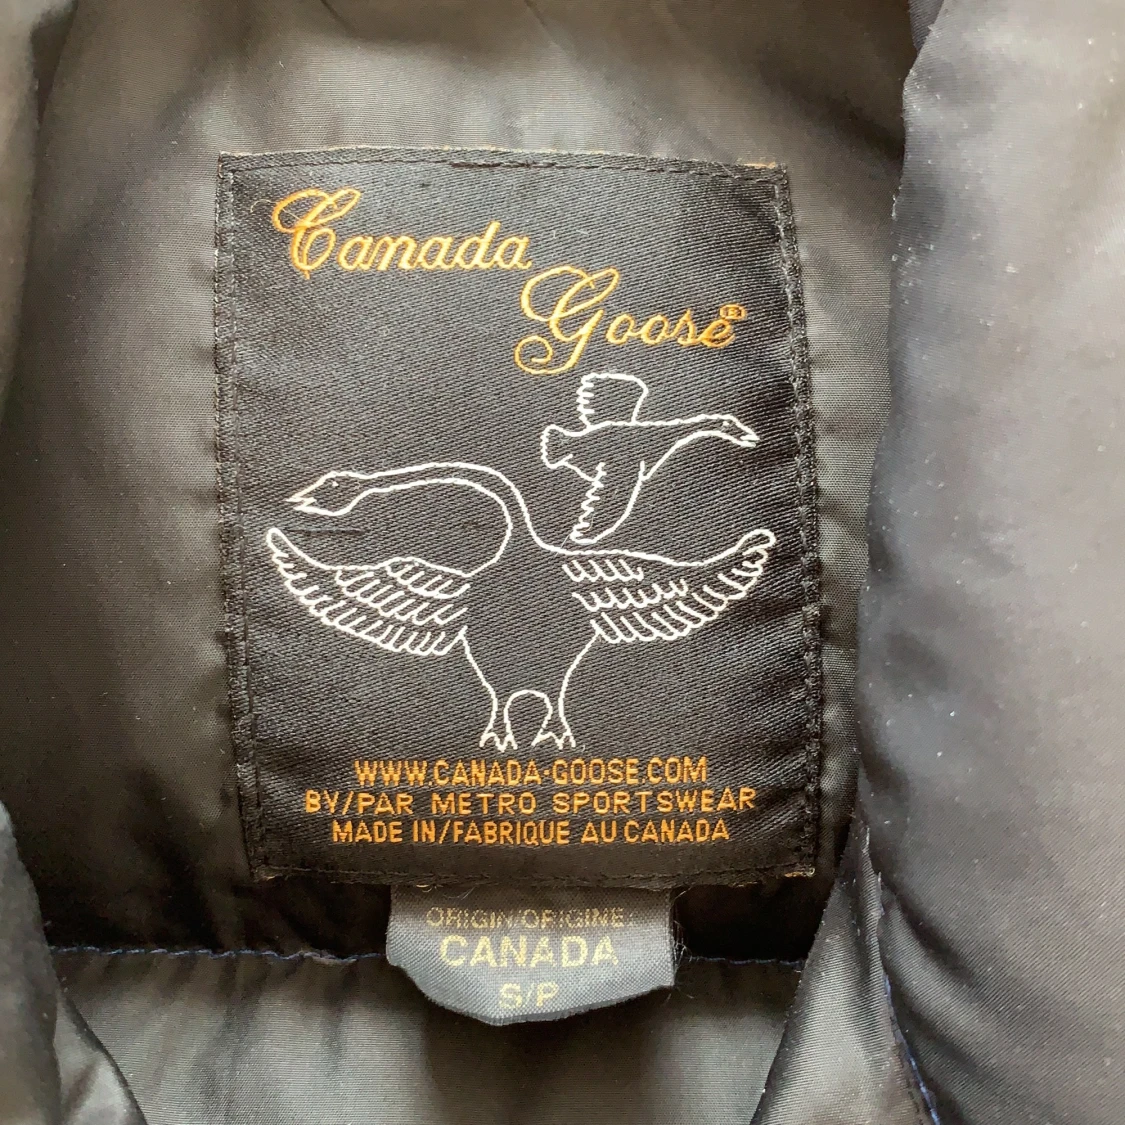 Canada
Goose®
WWW.CANADA-GOOSE.COM
BY/PAR METRO SPORTSWEAR
MADE IN/FABRIQUE AU CANADA
ORIGIN/ORIGINE:
CANADA
S/P